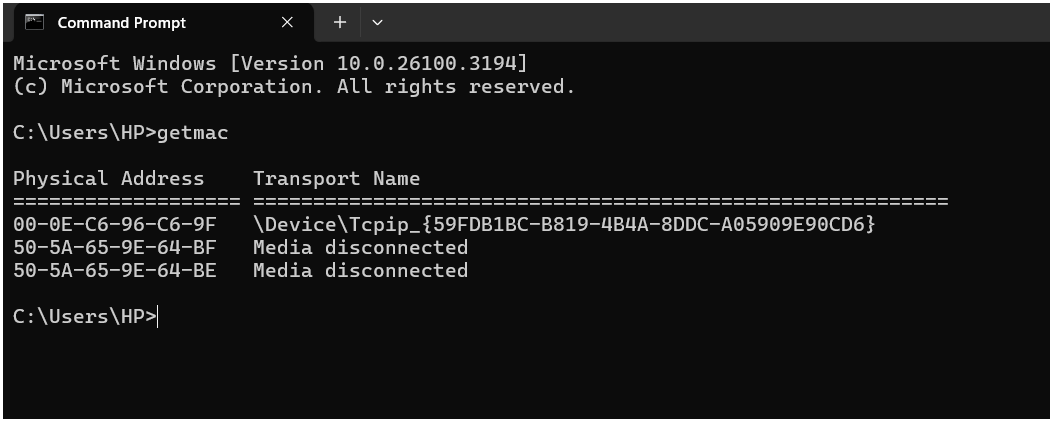 Command Prompt
Microsoft Windows [Version 10.0.26100.3194]
(c) Microsoft Corporation. All rights reserved.
C:\Users\HP>getmac
Physical Address    Transport Name
=================== ==========================================================
00-0E-C6-96-C6-9F   \Device\Tcpip_{59FDB1BC-B819-4B4A-8DDC-A05909E90CD6}
50-5A-65-9E-64-BF   Media disconnected
50-5A-65-9E-64-BE   Media disconnected
C:\Users\HP>